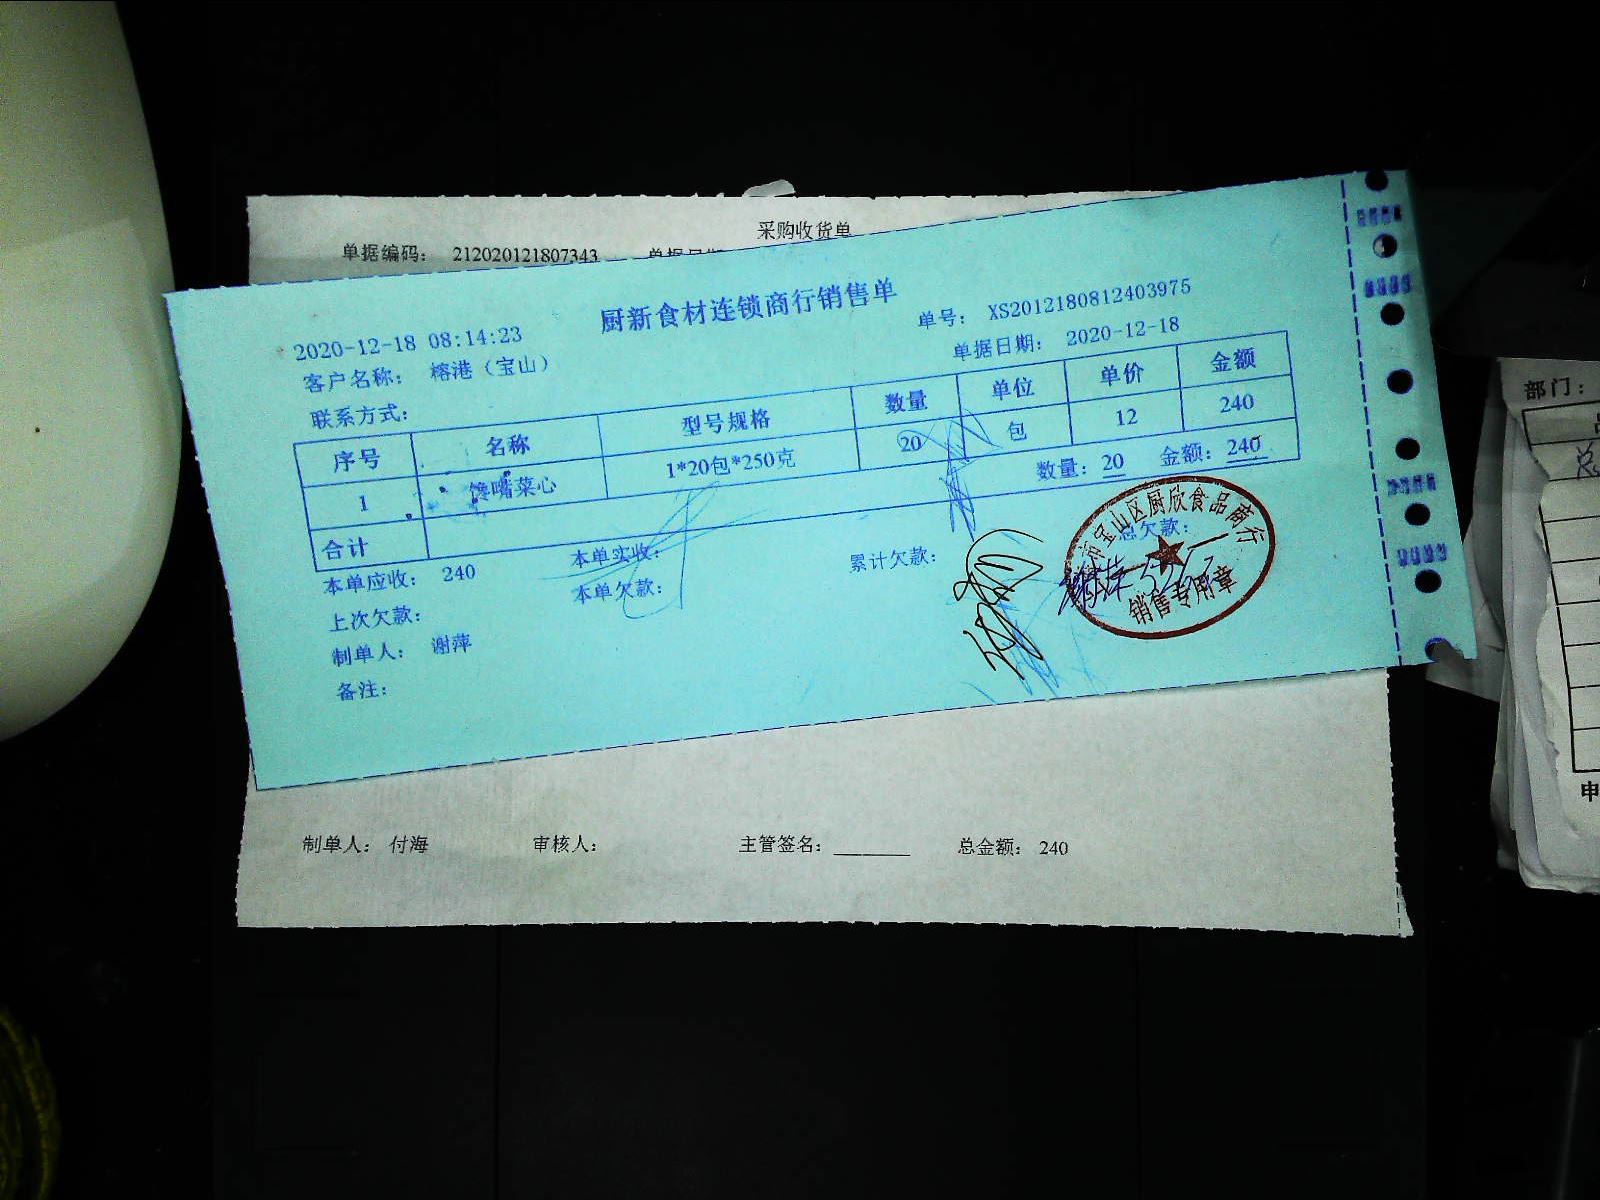 采购收货单
单据编码： 212020121807343
厨新食材连锁商行销售单
2020-12-18 08:14:23
单号： XS2012180812403975
客户名称： 榕港（宝山）
单据日期： 2020-12-18
联系方式：
序号 名称 型号规格 数量 单位 单价 金额
1 馋嘴菜心 1*20包*250克 20 包 12 240
合计 数量：20 金额：240
本单应收： 240 本单实收： 累计欠款： 总欠款：
上次欠款： 本单欠款：
制单人： 谢萍
备注：
宝山区厨欣食品商行
销售专用章
制单人： 付海 审核人： 主管签名： 总金额： 240
部门：
申